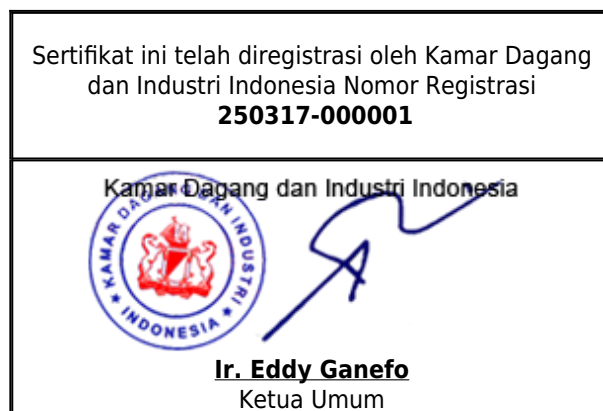 Sertifikat ini telah diregistrasi oleh Kamar Dagang
dan Industri Indonesia Nomor Registrasi
250317-000001
Kamar Dagang dan Industri Indonesia
KAMAR DAGANG DAN INDUSTRI
INDONESIA
Ir. Eddy Ganefo
Ketua Umum